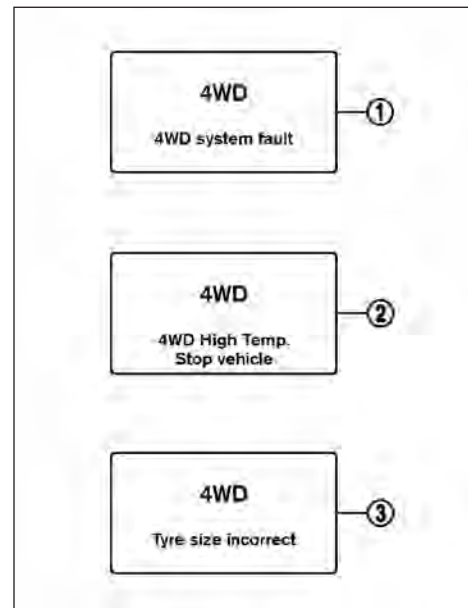 4WD
4WD system fault
1
4WD
4WD High Temp.
Stop vehicle
2
4WD
Tyre size incorrect
3